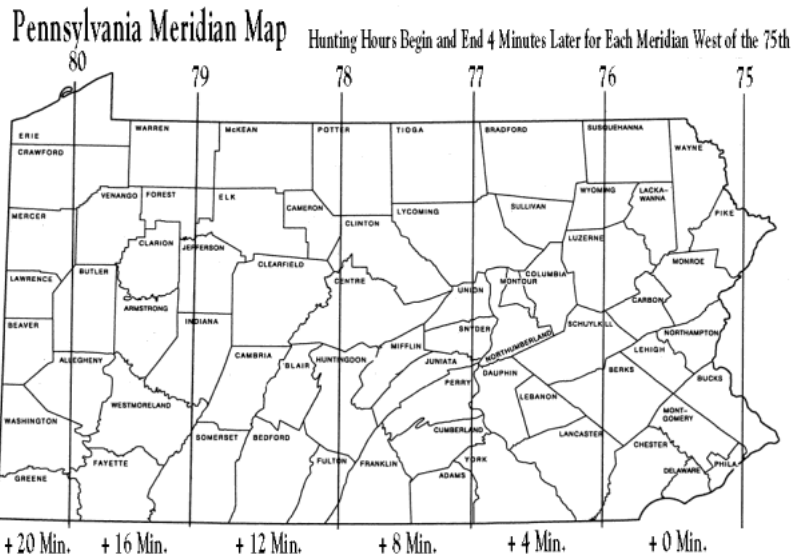 Pennsylvania Meridian Map
Hunting Hours Begin and End 4 Minutes Later for Each Meridian West of the 75th
80 79 78 77 76 75
ERIE WARREN McKEAN POTTER TIOGA BRADFORD SUSQUEHANNA
WAYNE
CRAWFORD
VENANGO FOREST ELK CAMERON WYOMING LACKA-
WANNA
MERCER CLINTON LYCOMING SULLIVAN PIKE
CLARION JEFFERSON LUZERNE
LAWRENCE BUTLER CLEARFIELD CENTRE UNION MONTOUR COLUMBIA MONROE
ARMSTRONG CARBON
BEAVER INDIANA SNYDER NORTHUMBERLAND SCHUYLKILL NORTHAMPTON
ALLEGHENY CAMBRIA BLAIR HUNTINGDON MIFFLIN JUNIATA LEHIGH
PERRY DAUPHIN BERKS BUCKS
WESTMORELAND LEBANON MONT-
GOMERY
WASHINGTON SOMERSET BEDFORD CUMBERLAND LANCASTER CHESTER
FAYETTE FULTON FRANKLIN YORK DELAWARE PHILA.
GREENE ADAMS
+ 20 Min. + 16 Min. + 12 Min. + 8 Min. + 4 Min. + 0 Min.